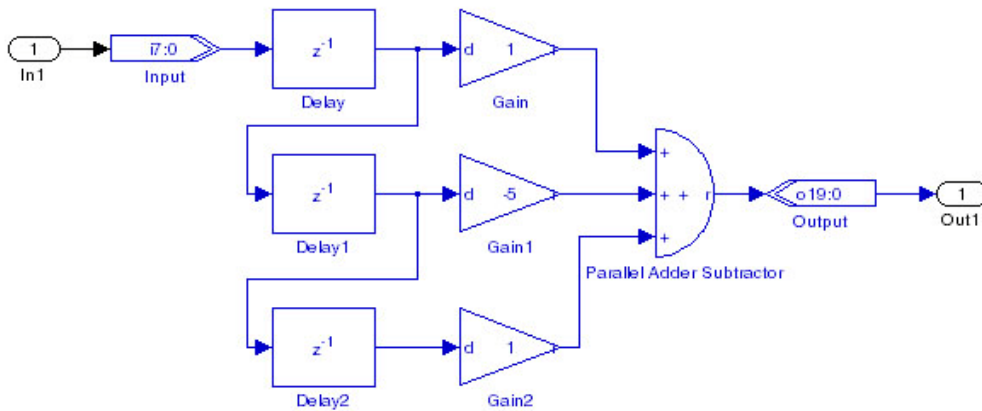 1
In1
i7:0
Input
z-1
Delay
d 1
Gain
z-1
Delay1
d -5
Gain1
+
+ + r
+
Parallel Adder Subtractor
o19:0
Output
1
Out1
z-1
Delay2
d 1
Gain2